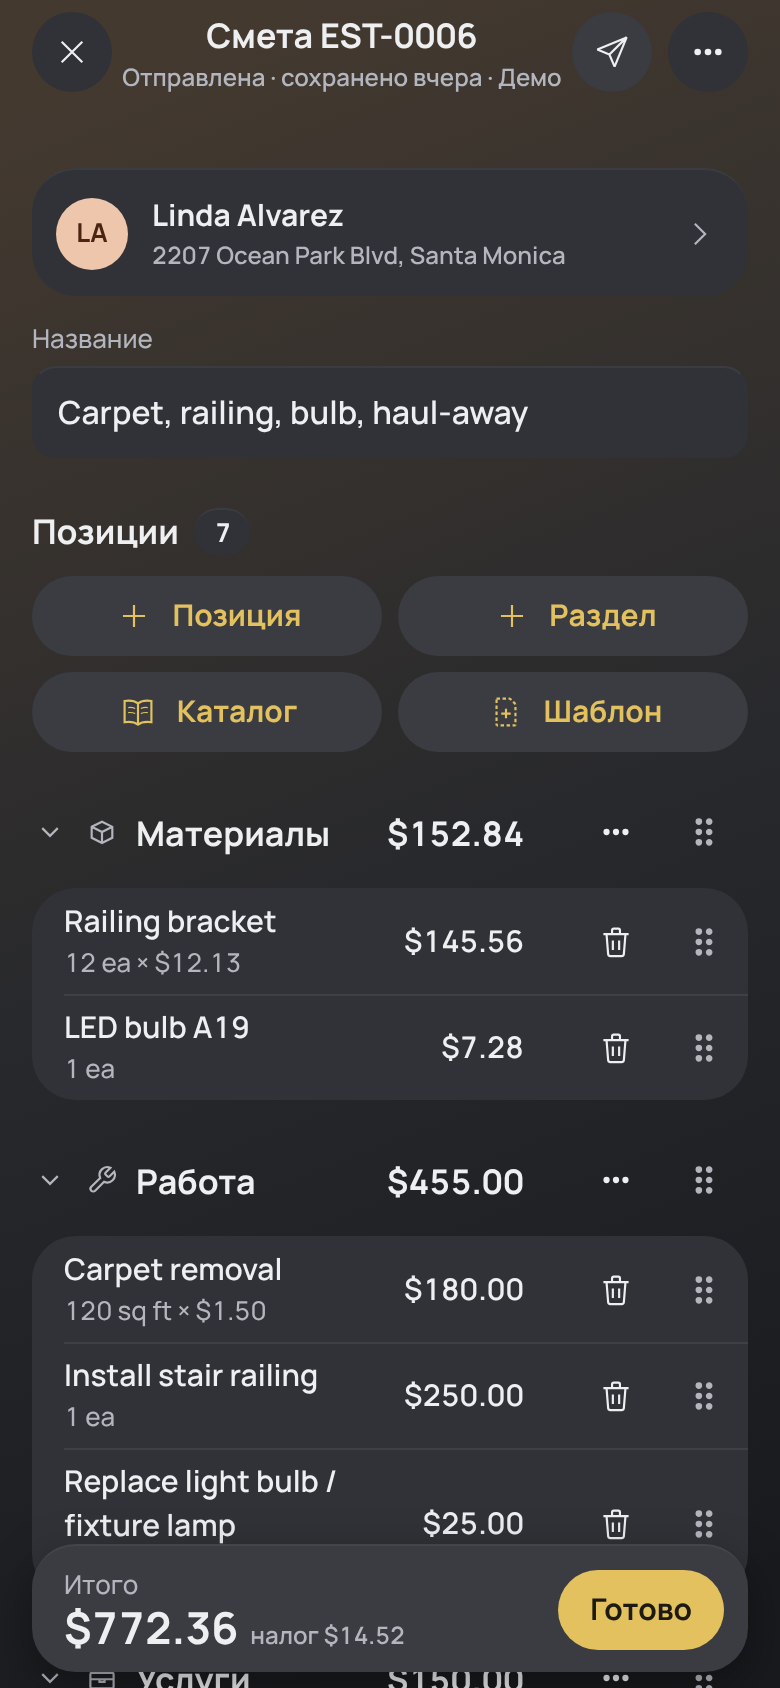 Смета EST-0006
Отправлена · сохранено вчера · Демо
LA
Linda Alvarez
2207 Ocean Park Blvd, Santa Monica
Название
Carpet, railing, bulb, haul-away
Позиции 7
+ Позиция
+ Раздел
Каталог
Шаблон
Материалы $152.84
Railing bracket
12 ea × $12.13
$145.56
LED bulb A19
1 ea
$7.28
Работа $455.00
Carpet removal
120 sq ft × $1.50
$180.00
Install stair railing
1 ea
$250.00
Replace light bulb /
fixture lamp
$25.00
Итого
$772.36 налог $14.52
Готово
Услуги $150.00